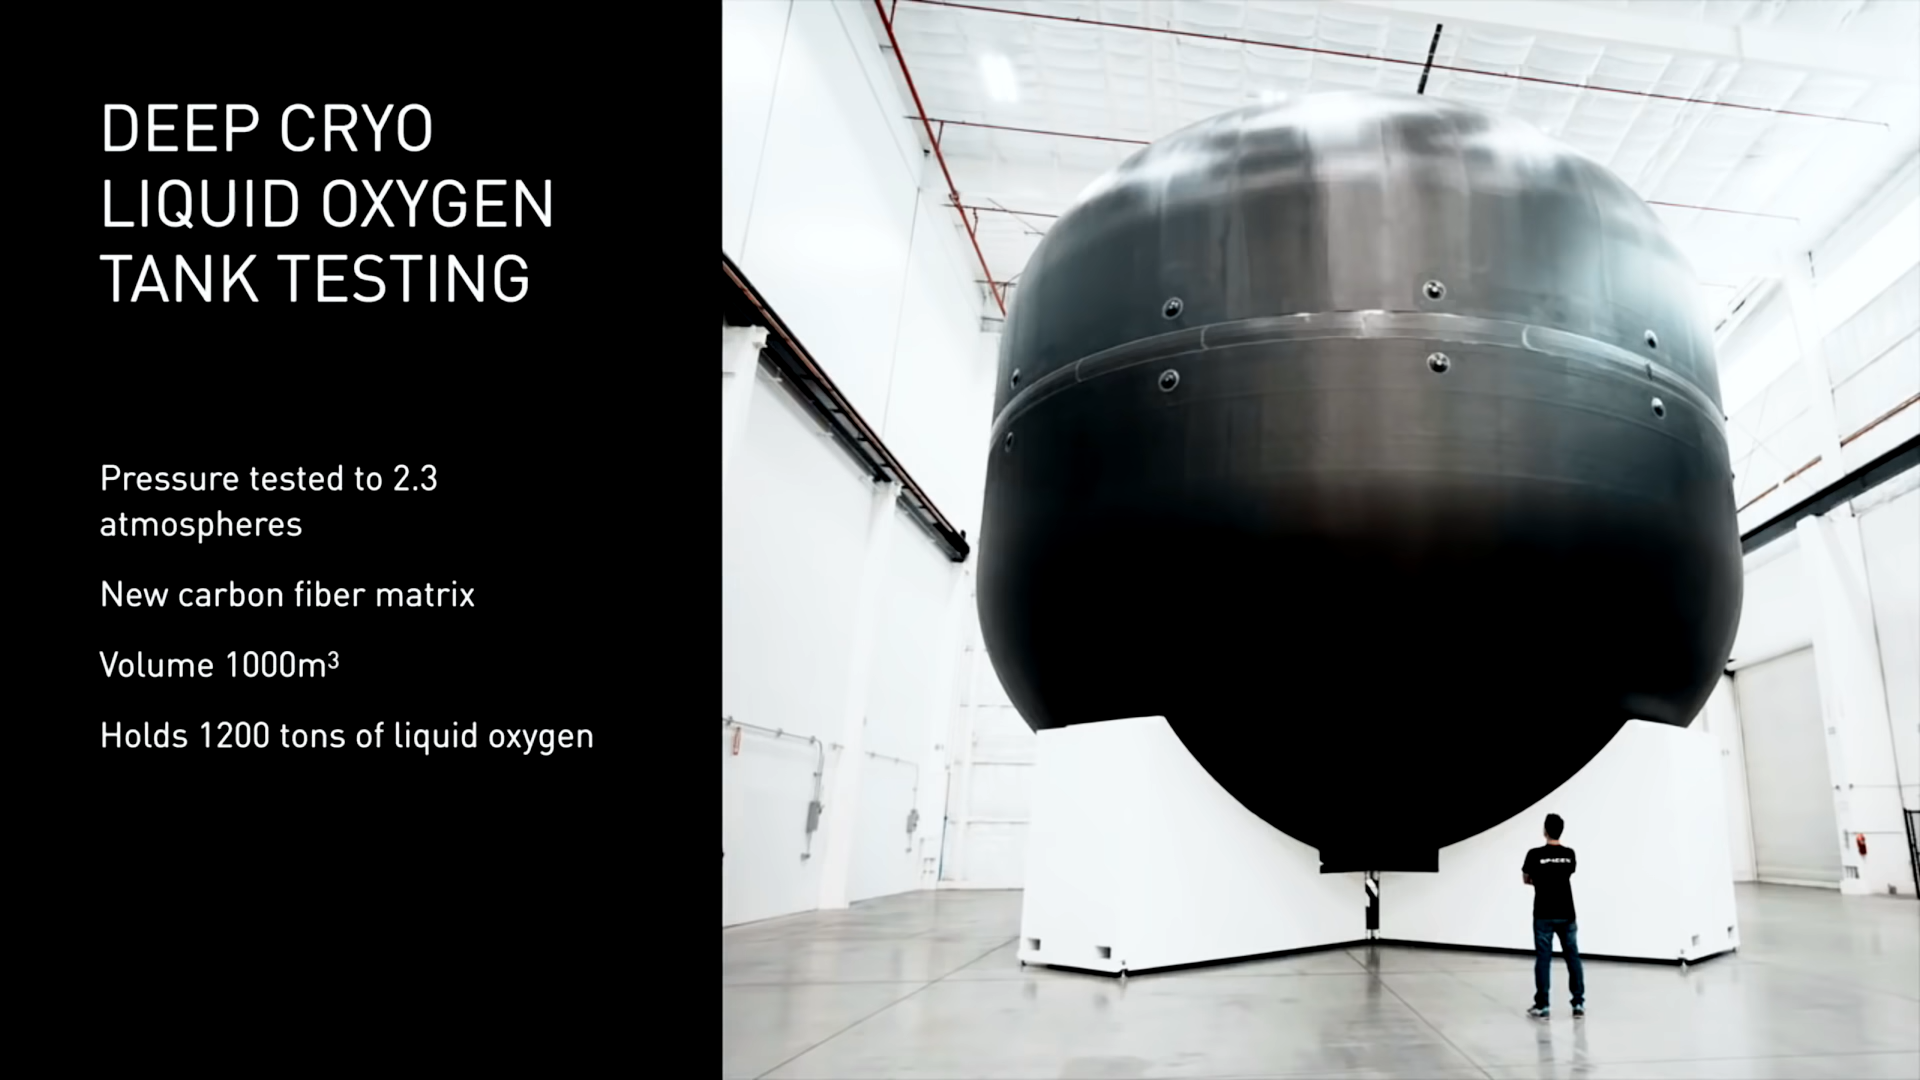 DEEP CRYO
LIQUID OXYGEN
TANK TESTING
Pressure tested to 2.3
atmospheres
New carbon fiber matrix
Volume 1000m³
Holds 1200 tons of liquid oxygen
SPACEX